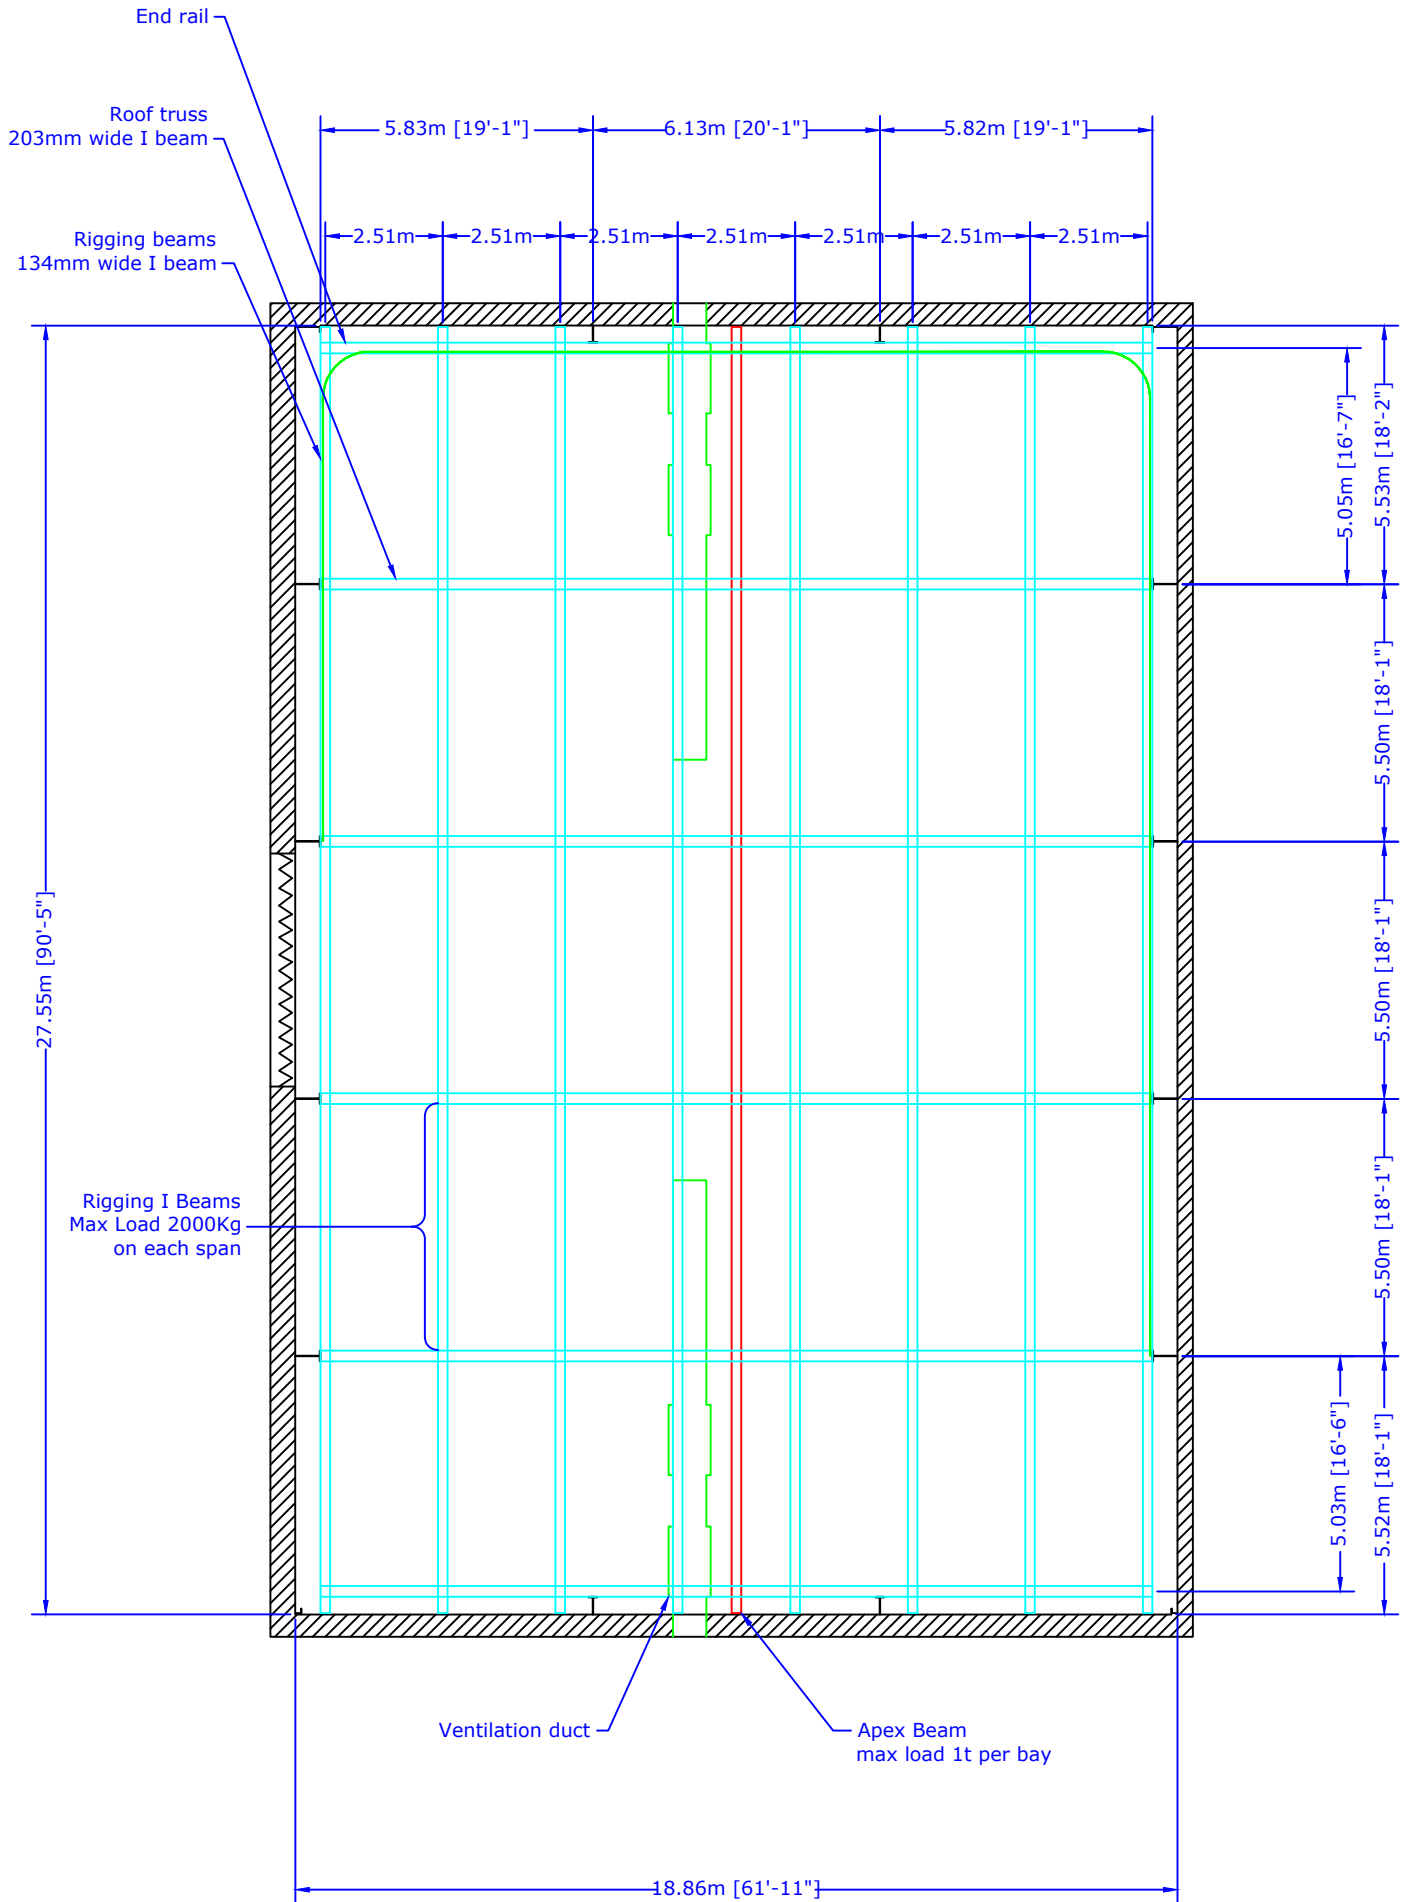 End rail
Roof truss
203mm wide I beam
5.83m [19'-1"]
6.13m [20'-1"]
5.82m [19'-1"]
Rigging beams
134mm wide I beam
2.51m
2.51m
2.51m
2.51m
2.51m
2.51m
2.51m
5.05m [16'-7"]
5.53m [18'-2"]
5.50m [18'-1"]
27.55m [90'-5"]
5.50m [18'-1"]
Rigging I Beams
Max Load 2000Kg
on each span
5.50m [18'-1"]
5.03m [16'-6"]
5.52m [18'-1"]
Ventilation duct
Apex Beam
max load 1t per bay
18.86m [61'-11"]